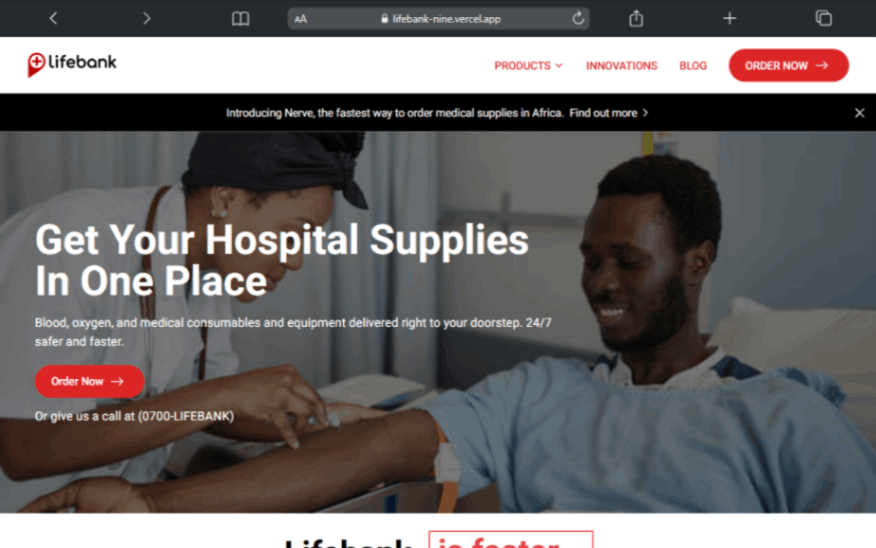 AA lifebank-nine.vercel.app
lifebank
PRODUCTS INNOVATIONS BLOG ORDER NOW
Introducing Nerve, the fastest way to order medical supplies in Africa. Find out more
Get Your Hospital Supplies
In One Place
Blood, oxygen, and medical consumables and equipment delivered right to your doorstep. 24/7
safer and faster.
Order Now
Or give us a call at (0700-LIFEBANK)
Lifebank is faster